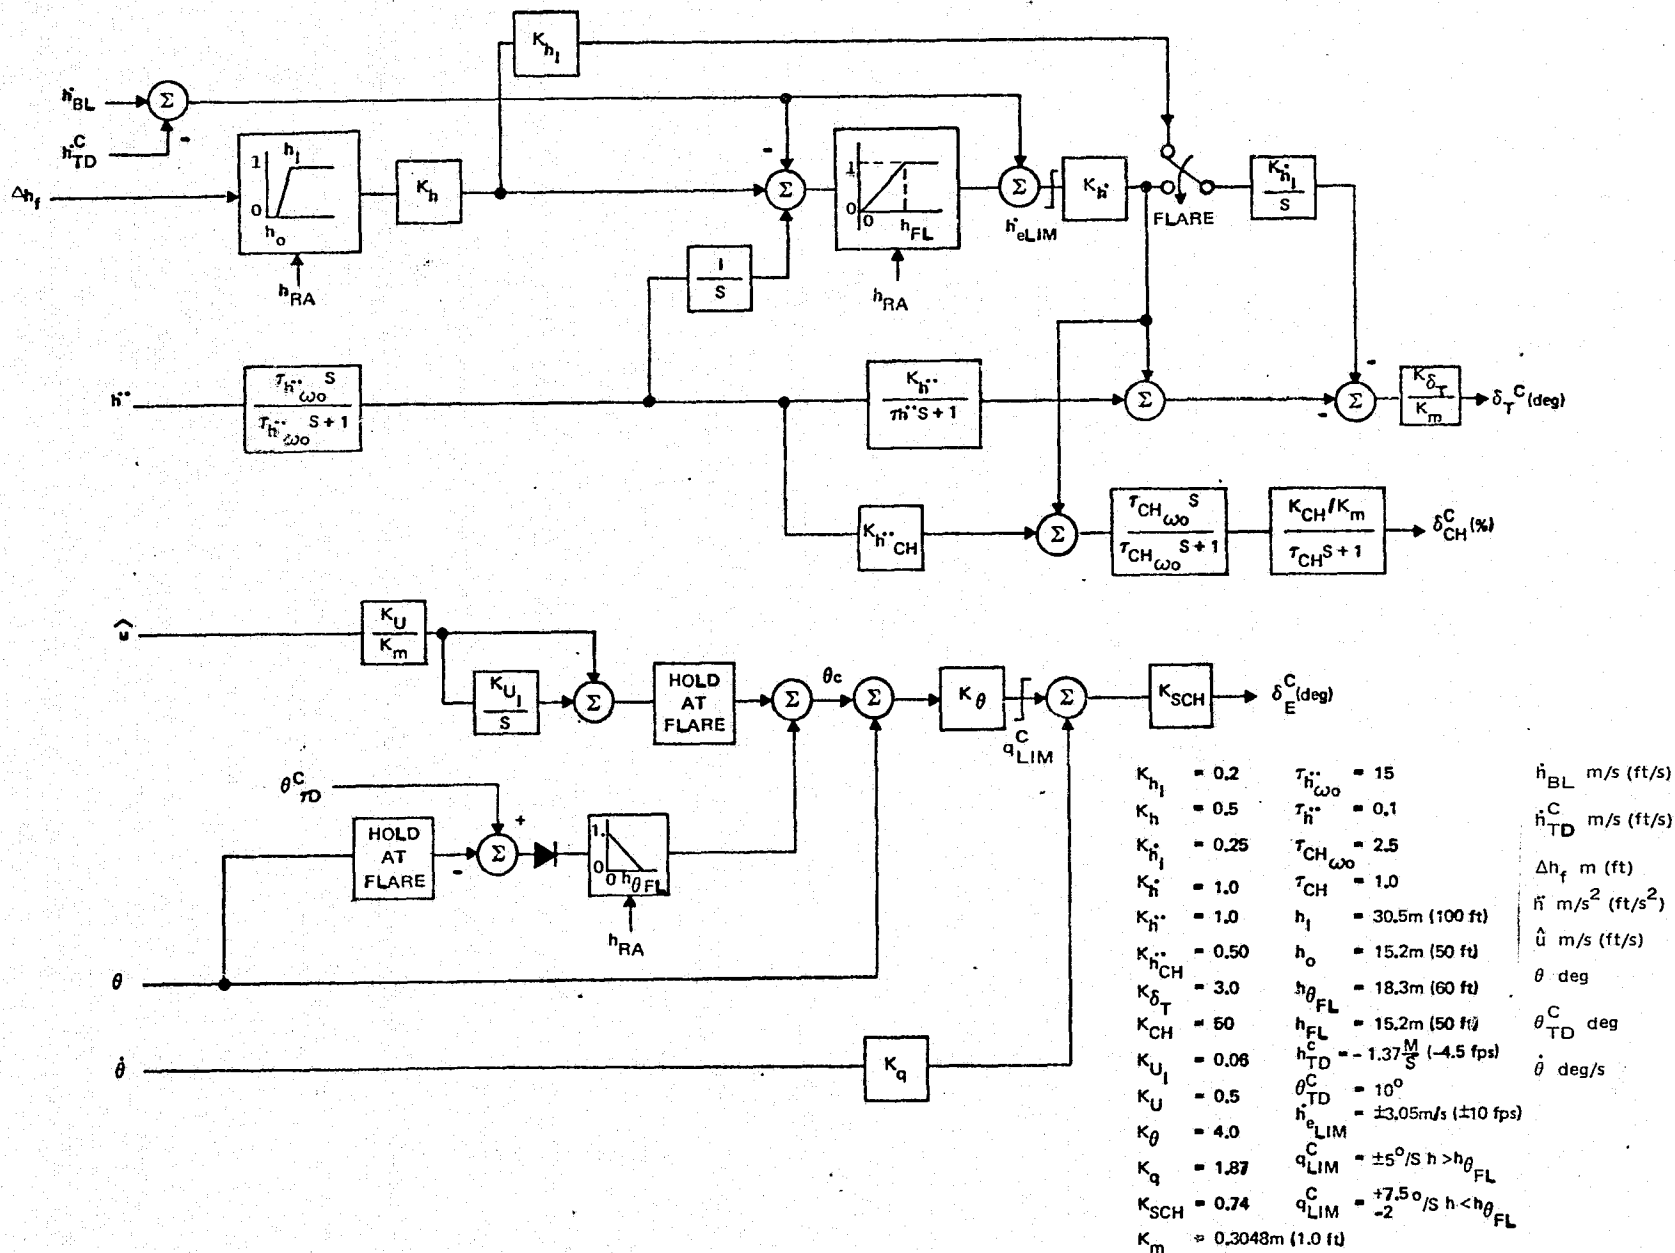 K_hI
ḣ_BL
Σ
-
ḣ^C_TD
Δh_f
1
h_I
0
h_o
h_RA
K_h
-
Σ
I
S
1
0
0
h_FL
h_RA
Σ
ḣ_eLIM
K_ḣ
FLARE
K_ḣI
S
ḧ
τ_ḧωo S
τ_ḧωo S + 1
K_ḧ
τḧ S + 1
Σ
-
-
Σ
K_δT
K_m
δ_T^C (deg)
K_ḧCH
Σ
τ_CHωo S
τ_CHωo S + 1
K_CH/K_m
τ_CH S + 1
δ^C_CH (%)
û
K_U
K_m
K_UI
S
Σ
HOLD
AT
FLARE
Σ
θc
Σ
K_θ
q^C_LIM
Σ
K_SCH
δ^C_E (deg)
θ^C_TD
HOLD
AT
FLARE
-
Σ
+
1.
0
0 h_θFL
h_RA
θ
θ̇
K_q
K_hI = 0.2
K_h = 0.5
K_ḣI = 0.25
K_ḣ = 1.0
K_ḧ = 1.0
K_ḧCH = 0.50
K_δT = 3.0
K_CH = 50
K_UI = 0.06
K_U = 0.5
K_θ = 4.0
K_q = 1.87
K_SCH = 0.74
K_m = 0.3048m (1.0 ft)
τ_ḧωo = 15
τ_ḧ = 0.1
τ_CHωo = 2.5
τ_CH = 1.0
h_I = 30.5m (100 ft)
h_o = 15.2m (50 ft)
h_θFL = 18.3m (60 ft)
h_FL = 15.2m (50 ft)
h^C_TD = - 1.37 M/S (-4.5 fps)
θ^C_TD = 10°
ḣ_eLIM = ±3.05m/s (±10 fps)
q^C_LIM = ±5°/S h > h_θFL
q^C_LIM = +7.5 -2 °/S h < h_θFL
ḣ_BL m/s (ft/s)
ḣ^C_TD m/s (ft/s)
Δh_f m (ft)
ḧ m/s² (ft/s²)
û m/s (ft/s)
θ deg
θ^C_TD deg
θ̇ deg/s